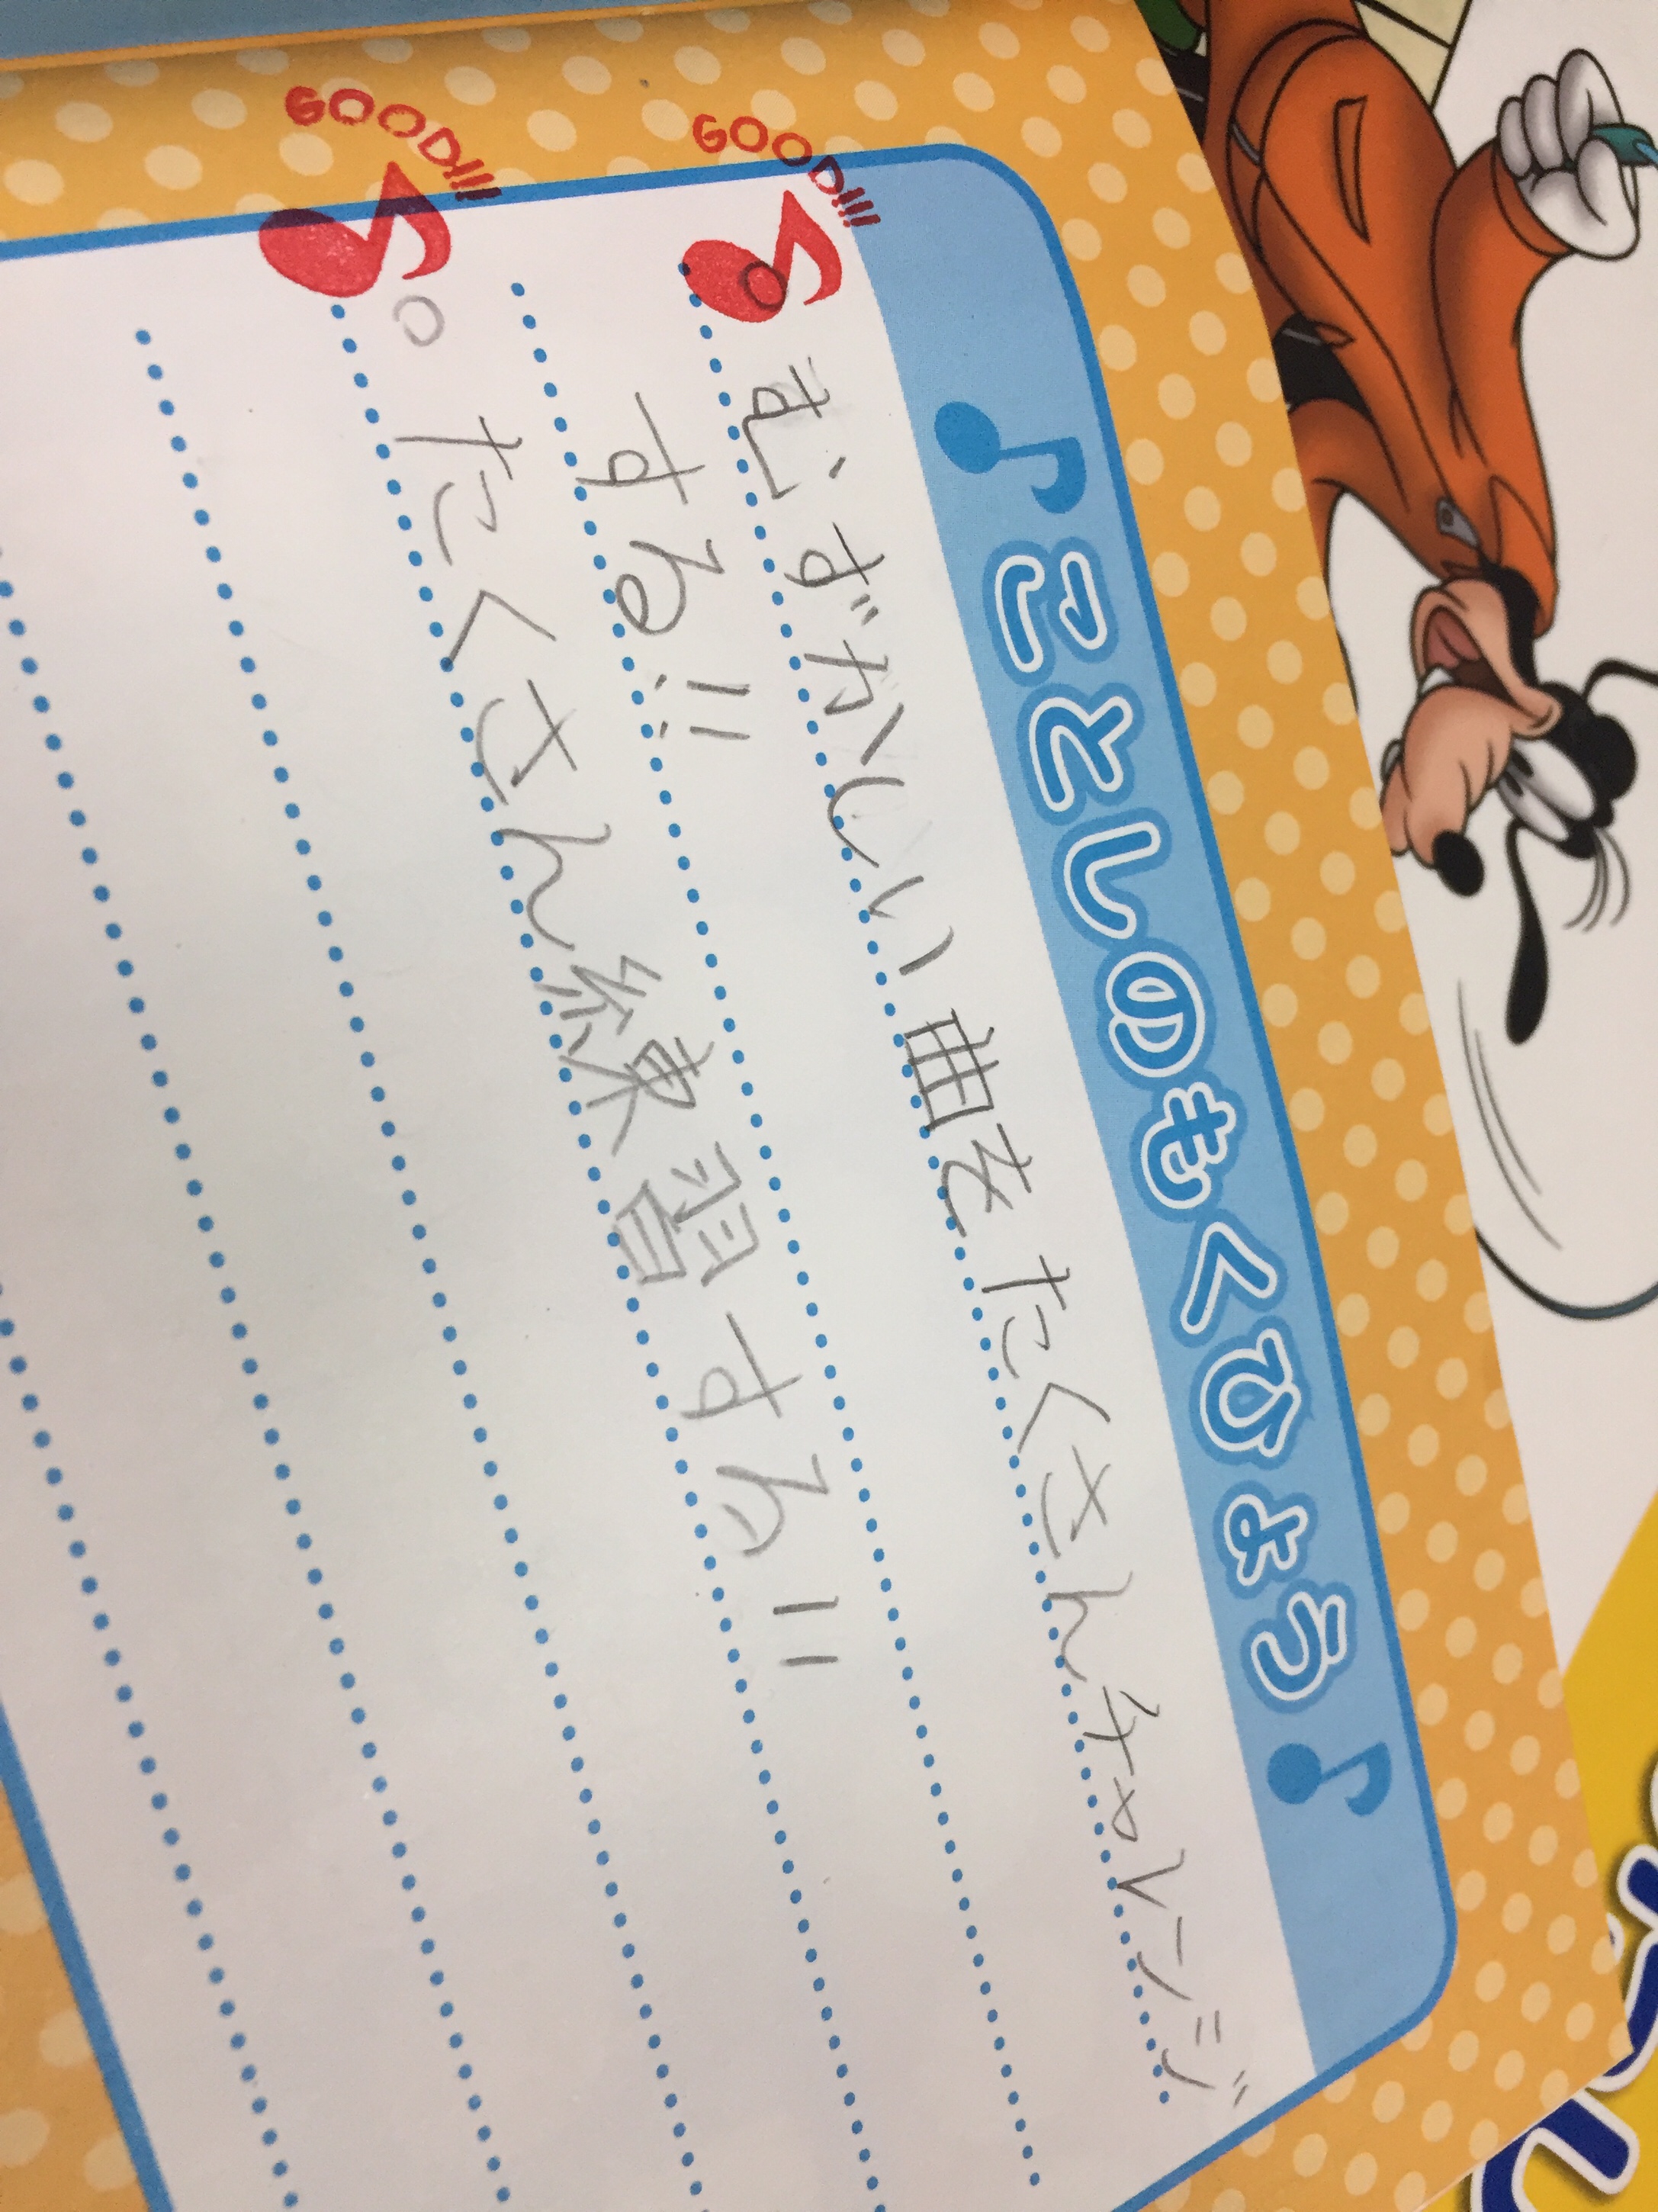 ♪ことしのもくひょう♪
GOOD!!!
。むずかしい曲をたくさんチャレンジ
する!!
GOOD!!!
。たくさん練習する!!